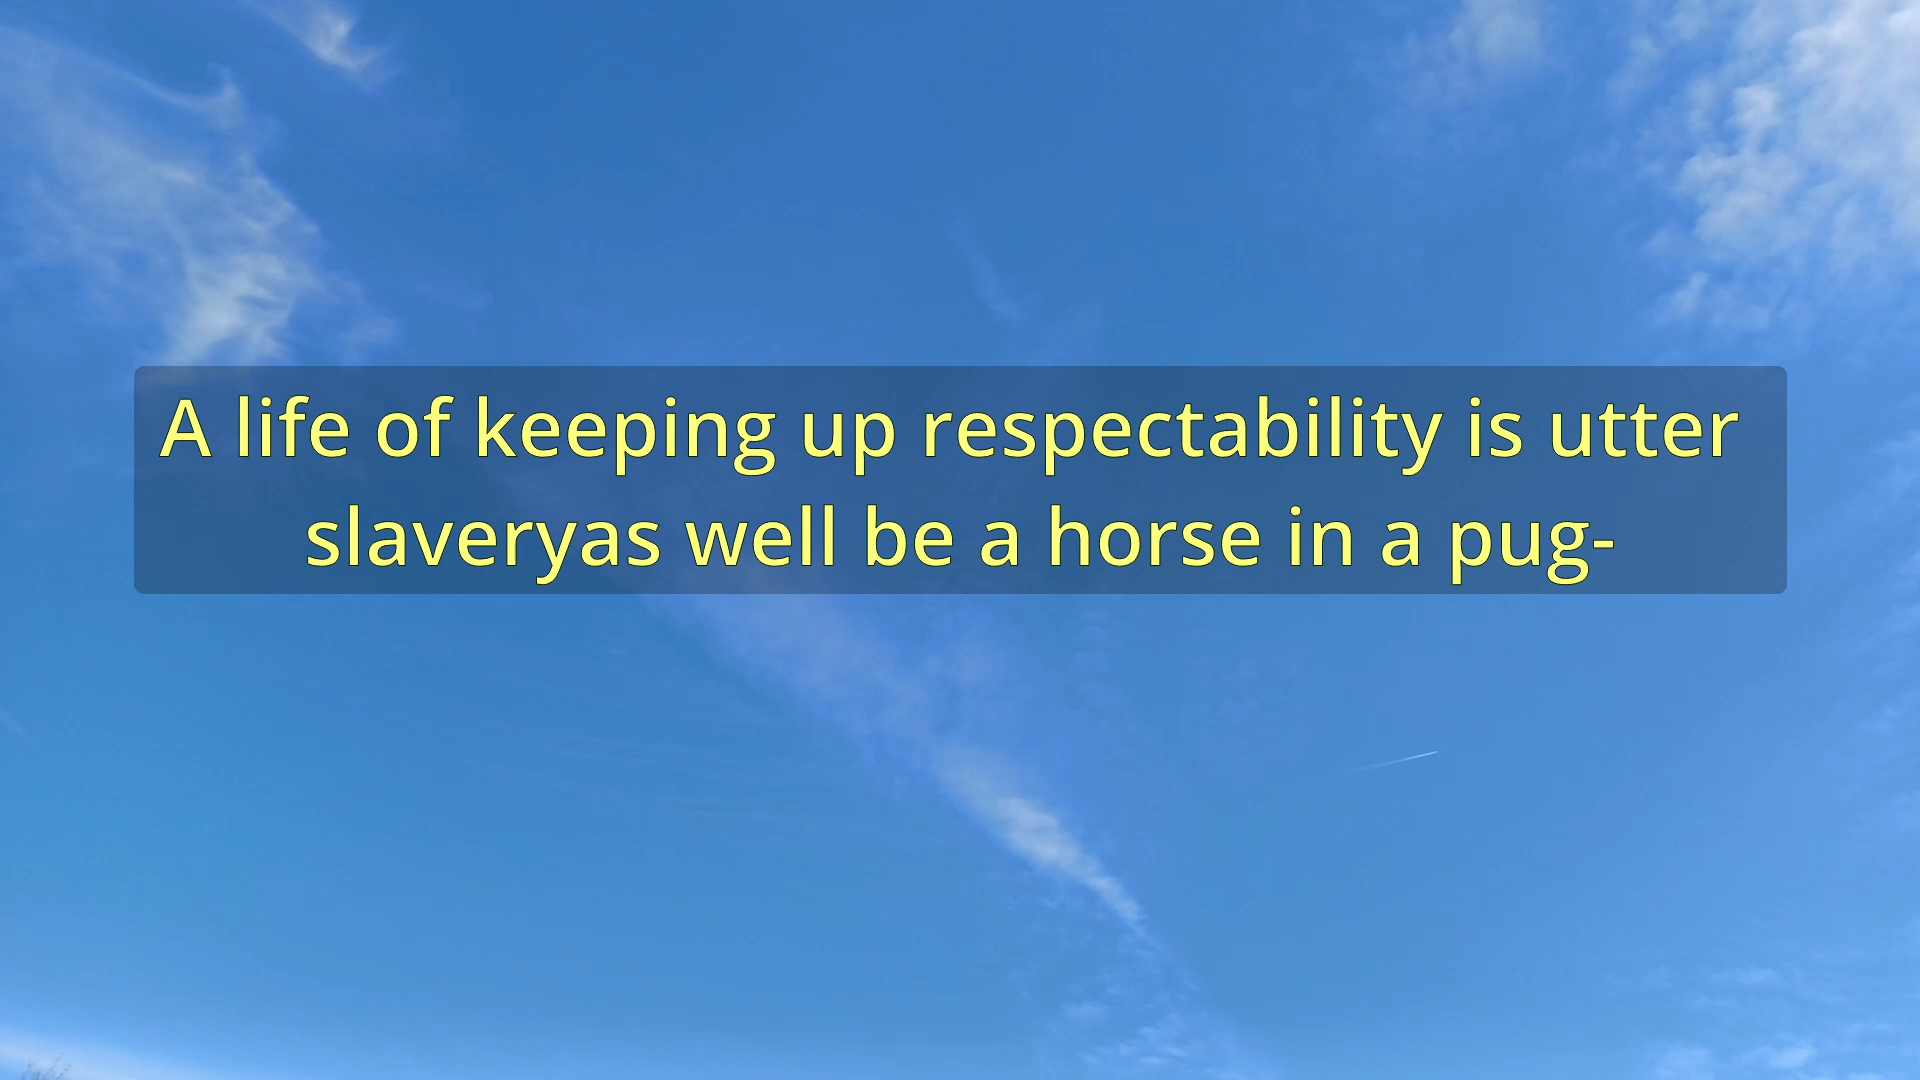 A life of keeping up respectability is utter
slaveryas well be a horse in a pug-